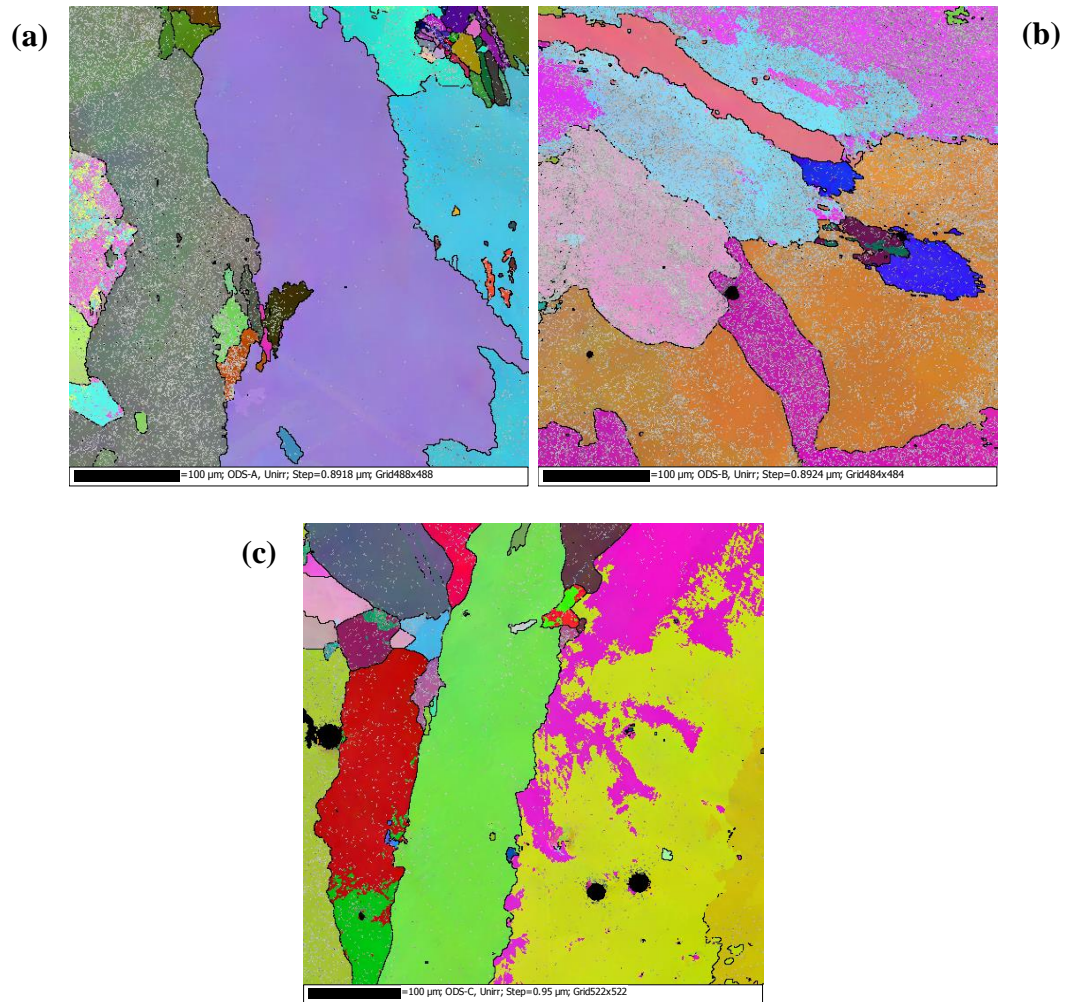 (a)
(b)
=100 µm; ODS-A, Unirr; Step=0.8918 µm; Grid488x488
=100 µm; ODS-B, Unirr; Step=0.8924 µm; Grid484x484
(c)
=100 µm; ODS-C, Unirr; Step=0.95 µm; Grid522x522